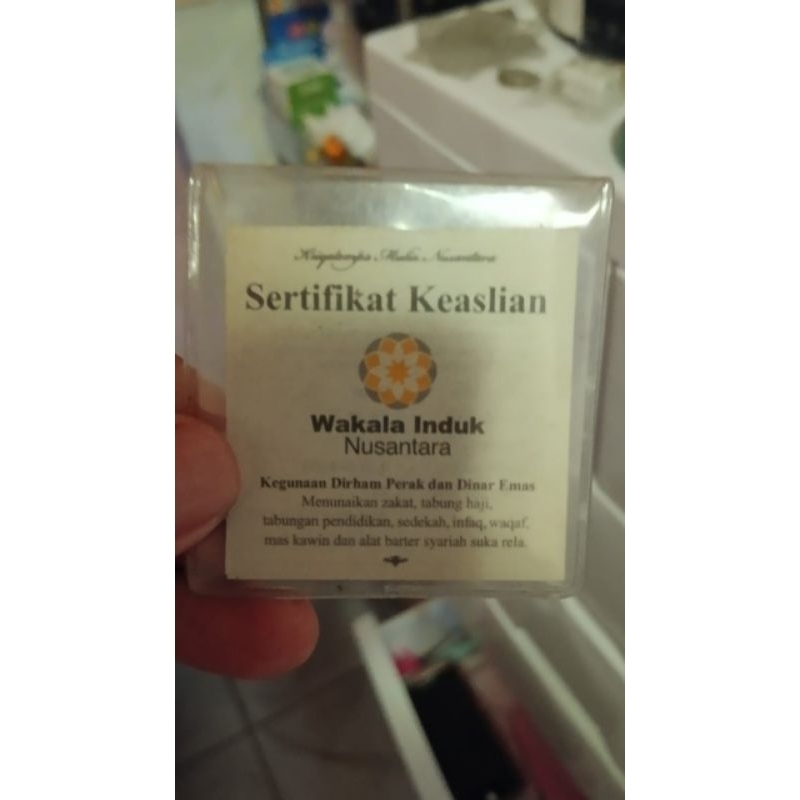 Nusantara
Sertifikat Keaslian
Wakala Induk
Nusantara
Kegunaan Dirham Perak dan Dinar Emas
Menunaikan zakat, tabung haji,
tabungan pendidikan, sedekah, infaq, waqaf,
mas kawin dan alat barter syariah suka rela.